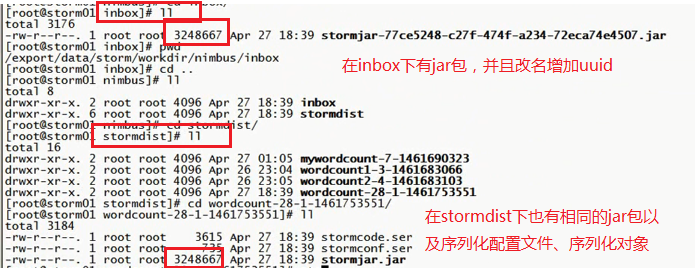 [root@storm01 nimbus]# cd inbox/
[root@storm01 inbox]# ll
total 3176
-rw-r--r--. 1 root root 3248667 Apr 27 18:39 stormjar-77ce5248-c27f-474f-a234-72eca74e4507.jar
[root@storm01 inbox]# pwd
/export/data/storm/workdir/nimbus/inbox
[root@storm01 inbox]# cd ..
[root@storm01 nimbus]# ll
total 8
drwxr-xr-x. 2 root root 4096 Apr 27 18:39 inbox
drwxr-xr-x. 6 root root 4096 Apr 27 18:39 stormdist
[root@storm01 nimbus]# cd stormdist/
[root@storm01 stormdist]# ll
total 16
drwxr-xr-x. 2 root root 4096 Apr 27 01:05 mywordcount-7-1461690323
drwxr-xr-x. 2 root root 4096 Apr 26 23:04 wordcount1-3-1461683066
drwxr-xr-x. 2 root root 4096 Apr 26 23:05 wordcount2-4-1461683103
drwxr-xr-x. 2 root root 4096 Apr 27 18:39 wordcount-28-1-1461753551
[root@storm01 stormdist]# cd wordcount-28-1-1461753551/
[root@storm01 wordcount-28-1-1461753551]# ll
total 3184
-rw-r--r--. 1 root root 3615 Apr 27 18:39 stormcode.ser
-rw-r--r--. 1 root root 735 Apr 27 18:39 stormconf.ser
-rw-r--r--. 1 root root 3248667 Apr 27 18:39 stormjar.jar
在inbox下有jar包，并且改名增加uuid
在stormdist下也有相同的jar包以
及序列化配置文件、序列化对象